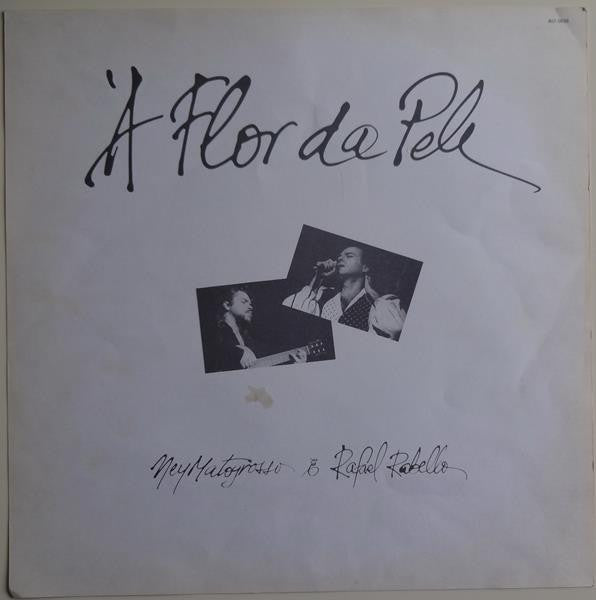 À Flor da Pele
Ney Matogrosso E Rafael Rabello